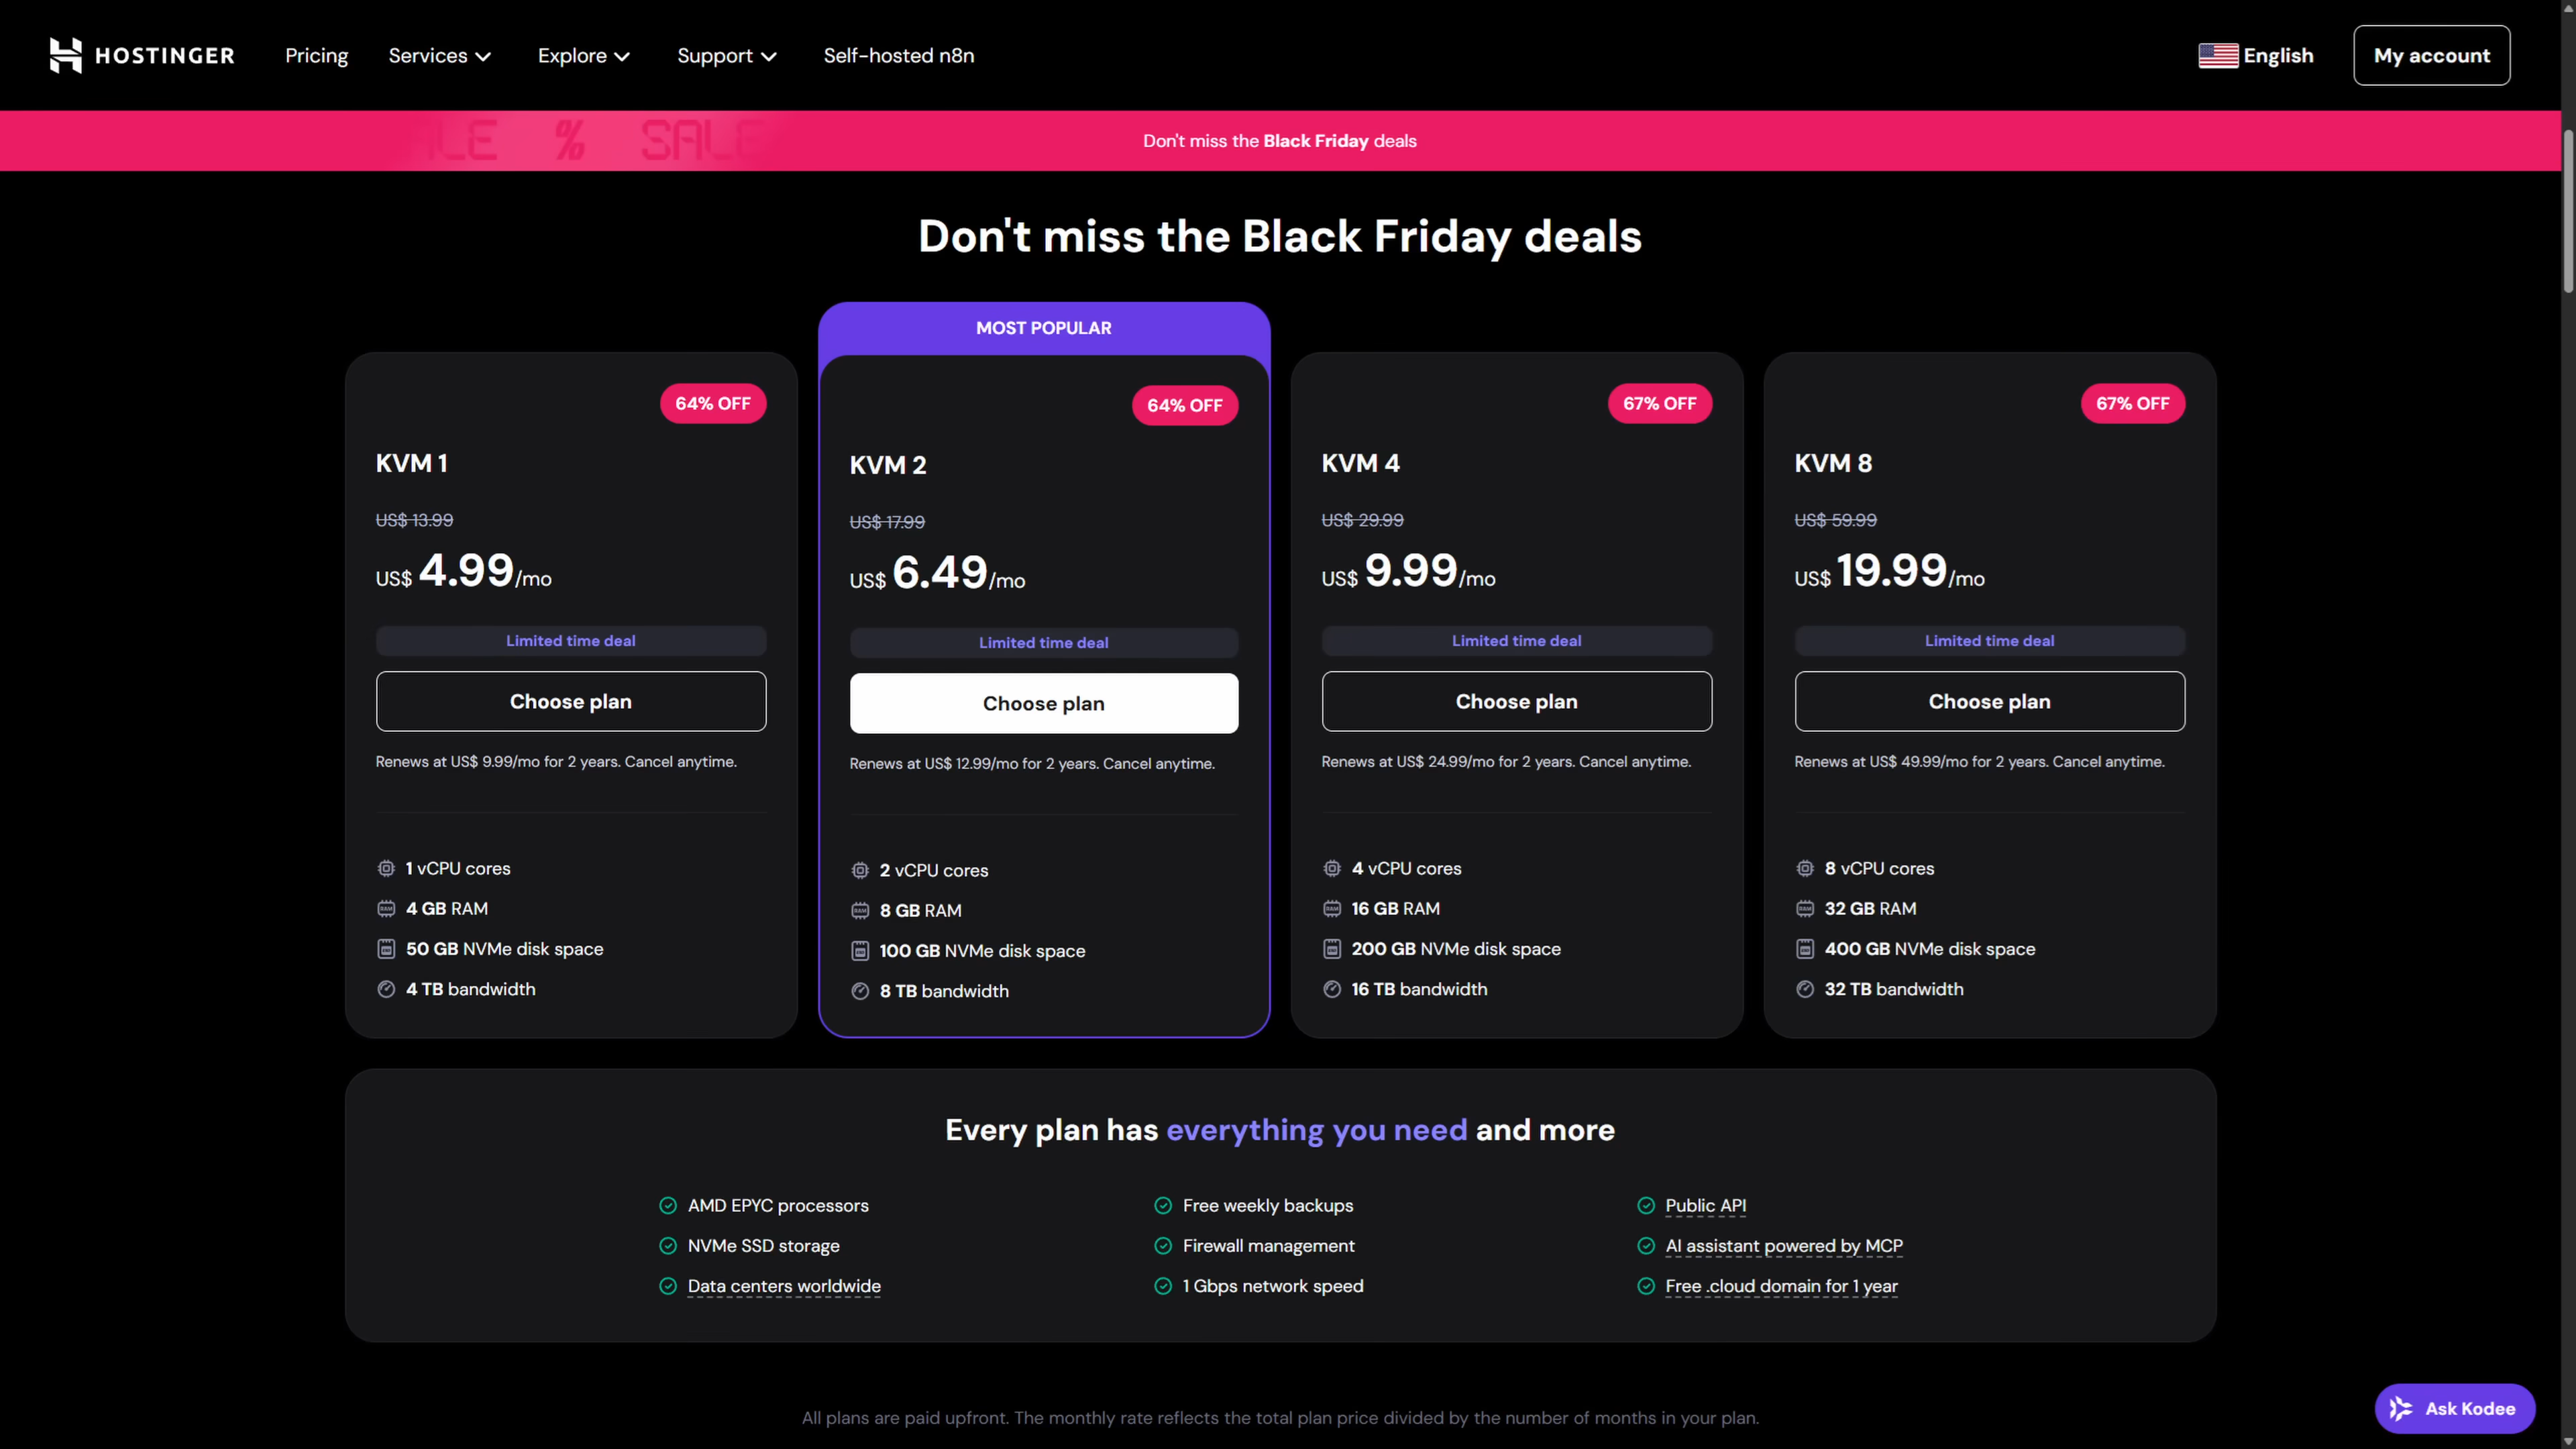 HOSTINGER
Pricing
Services
Explore
Support
Self-hosted n8n
English
My account
LE % SALE
Don't miss the Black Friday deals
Don't miss the Black Friday deals
64% OFF
KVM 1
US$ 13.99
US$ 4.99/mo
Limited time deal
Choose plan
Renews at US$ 9.99/mo for 2 years. Cancel anytime.
1 vCPU cores
4 GB RAM
50 GB NVMe disk space
4 TB bandwidth
MOST POPULAR
64% OFF
KVM 2
US$ 17.99
US$ 6.49/mo
Limited time deal
Choose plan
Renews at US$ 12.99/mo for 2 years. Cancel anytime.
2 vCPU cores
8 GB RAM
100 GB NVMe disk space
8 TB bandwidth
67% OFF
KVM 4
US$ 29.99
US$ 9.99/mo
Limited time deal
Choose plan
Renews at US$ 24.99/mo for 2 years. Cancel anytime.
4 vCPU cores
16 GB RAM
200 GB NVMe disk space
16 TB bandwidth
67% OFF
KVM 8
US$ 59.99
US$ 19.99/mo
Limited time deal
Choose plan
Renews at US$ 49.99/mo for 2 years. Cancel anytime.
8 vCPU cores
32 GB RAM
400 GB NVMe disk space
32 TB bandwidth
Every plan has everything you need and more
AMD EPYC processors
NVMe SSD storage
Data centers worldwide
Free weekly backups
Firewall management
1 Gbps network speed
Public API
AI assistant powered by MCP
Free .cloud domain for 1 year
All plans are paid upfront. The monthly rate reflects the total plan price divided by the number of months in your plan.
Ask Kodee